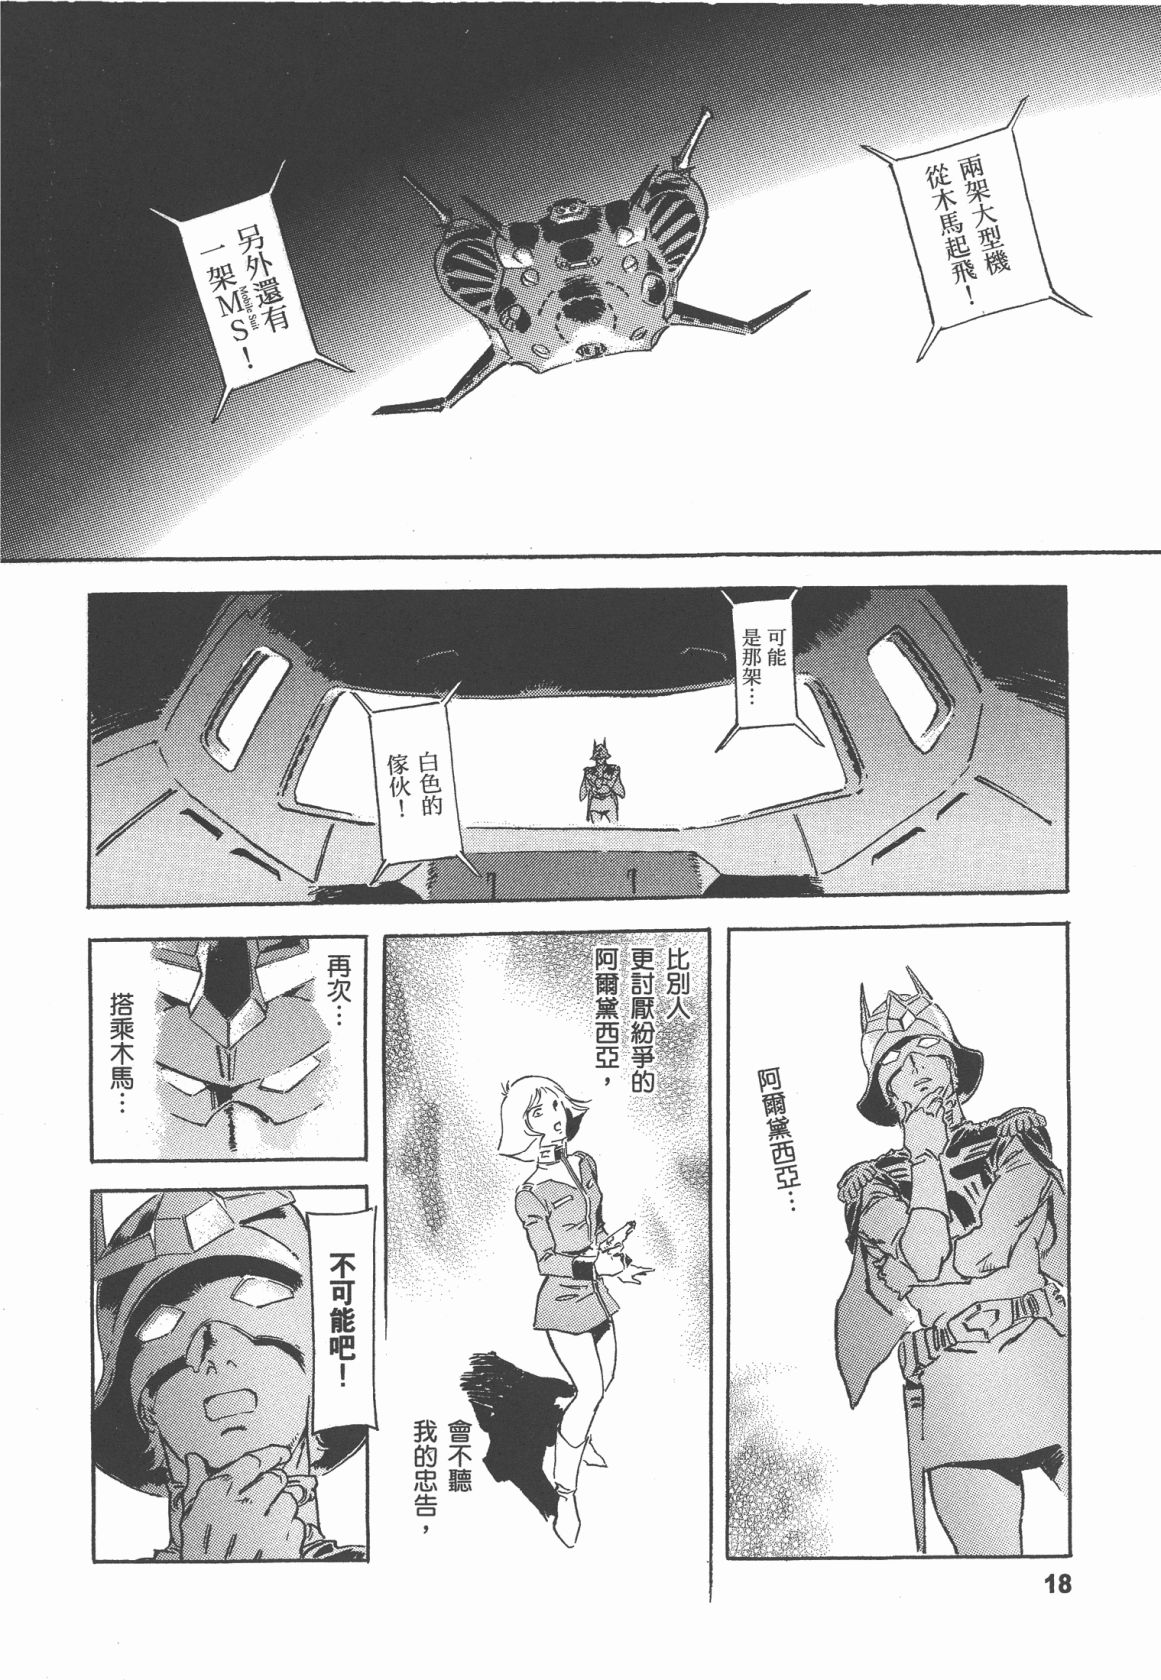 兩架大型機
從木馬起飛！
另外還有
一架MS！
Mobile Suit
可能
是那架…
白色的
傢伙！
阿爾黛西亞…
比別人
更討厭紛爭的
阿爾黛西亞，
會不聽
我的忠告，
再次…
搭乘木馬…
不可能吧！
18